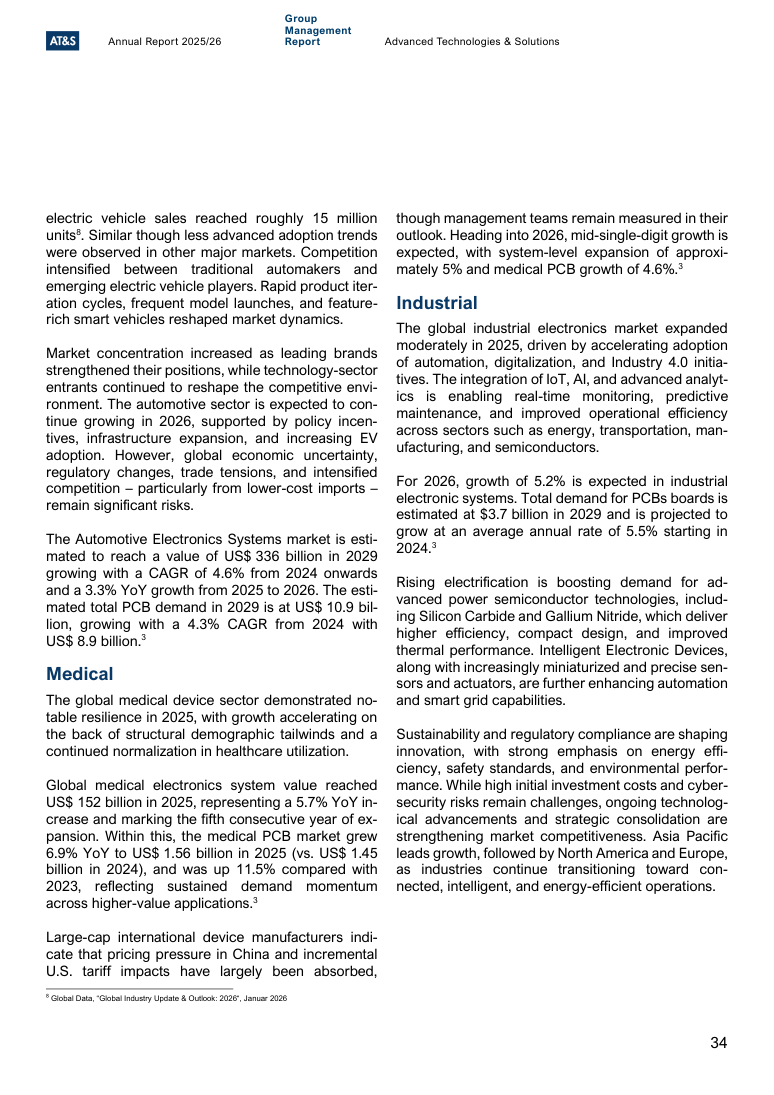 AT&S
Annual Report 2025/26
Group
Management
Report
Advanced Technologies & Solutions
electric vehicle sales reached roughly 15 million
units⁸. Similar though less advanced adoption trends
were observed in other major markets. Competition
intensified between traditional automakers and
emerging electric vehicle players. Rapid product iter-
ation cycles, frequent model launches, and feature-
rich smart vehicles reshaped market dynamics.
Market concentration increased as leading brands
strengthened their positions, while technology-sector
entrants continued to reshape the competitive envi-
ronment. The automotive sector is expected to con-
tinue growing in 2026, supported by policy incen-
tives, infrastructure expansion, and increasing EV
adoption. However, global economic uncertainty,
regulatory changes, trade tensions, and intensified
competition – particularly from lower-cost imports –
remain significant risks.
The Automotive Electronics Systems market is esti-
mated to reach a value of US$ 336 billion in 2029
growing with a CAGR of 4.6% from 2024 onwards
and a 3.3% YoY growth from 2025 to 2026. The esti-
mated total PCB demand in 2029 is at US$ 10.9 bil-
lion, growing with a 4.3% CAGR from 2024 with
US$ 8.9 billion.³
Medical
The global medical device sector demonstrated no-
table resilience in 2025, with growth accelerating on
the back of structural demographic tailwinds and a
continued normalization in healthcare utilization.
Global medical electronics system value reached
US$ 152 billion in 2025, representing a 5.7% YoY in-
crease and marking the fifth consecutive year of ex-
pansion. Within this, the medical PCB market grew
6.9% YoY to US$ 1.56 billion in 2025 (vs. US$ 1.45
billion in 2024), and was up 11.5% compared with
2023, reflecting sustained demand momentum
across higher-value applications.³
Large-cap international device manufacturers indi-
cate that pricing pressure in China and incremental
U.S. tariff impacts have largely been absorbed,
though management teams remain measured in their
outlook. Heading into 2026, mid-single-digit growth is
expected, with system-level expansion of approxi-
mately 5% and medical PCB growth of 4.6%.³
Industrial
The global industrial electronics market expanded
moderately in 2025, driven by accelerating adoption
of automation, digitalization, and Industry 4.0 initia-
tives. The integration of IoT, AI, and advanced analyt-
ics is enabling real-time monitoring, predictive
maintenance, and improved operational efficiency
across sectors such as energy, transportation, man-
ufacturing, and semiconductors.
For 2026, growth of 5.2% is expected in industrial
electronic systems. Total demand for PCBs boards is
estimated at $3.7 billion in 2029 and is projected to
grow at an average annual rate of 5.5% starting in
2024.³
Rising electrification is boosting demand for ad-
vanced power semiconductor technologies, includ-
ing Silicon Carbide and Gallium Nitride, which deliver
higher efficiency, compact design, and improved
thermal performance. Intelligent Electronic Devices,
along with increasingly miniaturized and precise sen-
sors and actuators, are further enhancing automation
and smart grid capabilities.
Sustainability and regulatory compliance are shaping
innovation, with strong emphasis on energy effi-
ciency, safety standards, and environmental perfor-
mance. While high initial investment costs and cyber-
security risks remain challenges, ongoing technolog-
ical advancements and strategic consolidation are
strengthening market competitiveness. Asia Pacific
leads growth, followed by North America and Europe,
as industries continue transitioning toward con-
nected, intelligent, and energy-efficient operations.
⁸ Global Data, "Global Industry Update & Outlook: 2026", Januar 2026
34